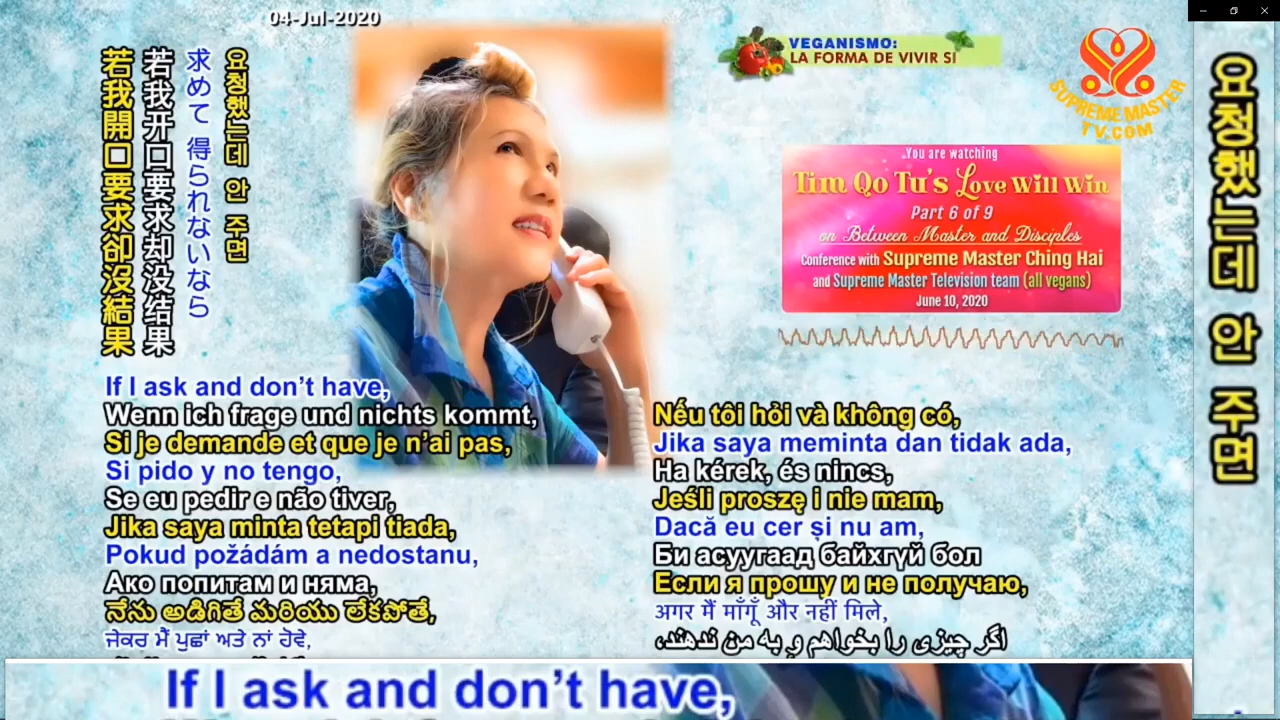 04-Jul-2020
요청했는데 안 주면
求めて 得られないなら
若我开口要求却没结果
若我開口要求卻沒結果
VEGANISMO:
LA FORMA DE VIVIR SI
SUPREME MASTER
TV.COM
You are watching
Tim Qo Tu's Love Will Win
Part 6 of 9
on Between Master and Disciples
Conference with Supreme Master Ching Hai
and Supreme Master Television team (all vegans)
June 10, 2020
If I ask and don't have,
Wenn ich frage und nichts kommt,
Si je demande et que je n'ai pas,
Si pido y no tengo,
Se eu pedir e não tiver,
Jika saya minta tetapi tiada,
Pokud požádám a nedostanu,
Ако попитам и няма,
నేను అడిగితే మరియు లేకపోతే,
ਜੇਕਰ ਮੈਂ ਪੁਛਾਂ ਅਤੇ ਨਾਂ ਹੋਵੇ,
Nếu tôi hỏi và không có,
Jika saya meminta dan tidak ada,
Ha kérek, és nincs,
Jeśli proszę i nie mam,
Dacă eu cer și nu am,
Би асуугаад байхгүй бол
Если я прошу и не получаю,
अगर मैं माँगूँ और नहीं मिले,
اگر چیزی را بخواهم و به من ندهند،
If I ask and don't have,
요청했는데 안 주면